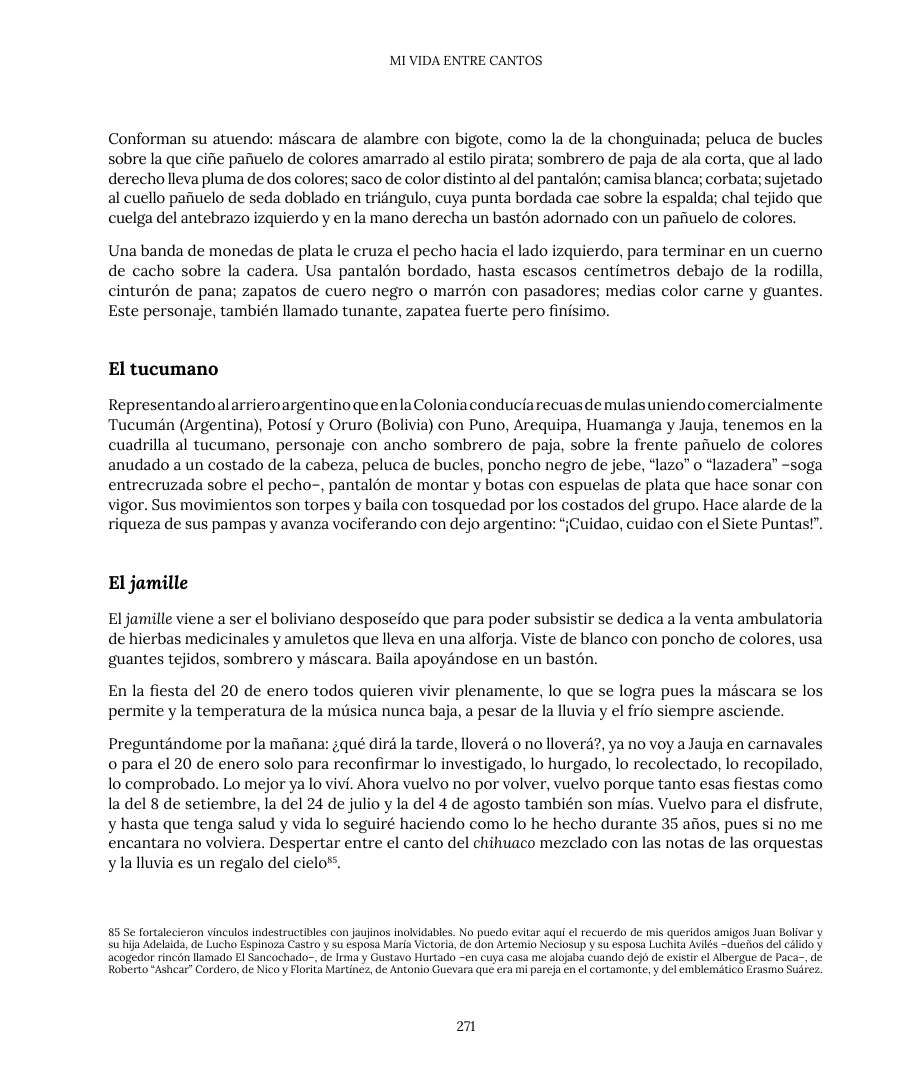 MI VIDA ENTRE CANTOS
Conforman su atuendo: máscara de alambre con bigote, como la de la chonguinada; peluca de bucles
sobre la que ciñe pañuelo de colores amarrado al estilo pirata; sombrero de paja de ala corta, que al lado
derecho lleva pluma de dos colores; saco de color distinto al del pantalón; camisa blanca; corbata; sujetado
al cuello pañuelo de seda doblado en triángulo, cuya punta bordada cae sobre la espalda; chal tejido que
cuelga del antebrazo izquierdo y en la mano derecha un bastón adornado con un pañuelo de colores.
Una banda de monedas de plata le cruza el pecho hacia el lado izquierdo, para terminar en un cuerno
de cacho sobre la cadera. Usa pantalón bordado, hasta escasos centímetros debajo de la rodilla,
cinturón de pana; zapatos de cuero negro o marrón con pasadores; medias color carne y guantes.
Este personaje, también llamado tunante, zapatea fuerte pero finísimo.
El tucumano
Representando al arriero argentino que en la Colonia conducía recuas de mulas uniendo comercialmente
Tucumán (Argentina), Potosí y Oruro (Bolivia) con Puno, Arequipa, Huamanga y Jauja, tenemos en la
cuadrilla al tucumano, personaje con ancho sombrero de paja, sobre la frente pañuelo de colores
anudado a un costado de la cabeza, peluca de bucles, poncho negro de jebe, “lazo” o “lazadera” –soga
entrecruzada sobre el pecho–, pantalón de montar y botas con espuelas de plata que hace sonar con
vigor. Sus movimientos son torpes y baila con tosquedad por los costados del grupo. Hace alarde de la
riqueza de sus pampas y avanza vociferando con dejo argentino: “¡Cuidao, cuidao con el Siete Puntas!”.
El jamille
El jamille viene a ser el boliviano desposeído que para poder subsistir se dedica a la venta ambulatoria
de hierbas medicinales y amuletos que lleva en una alforja. Viste de blanco con poncho de colores, usa
guantes tejidos, sombrero y máscara. Baila apoyándose en un bastón.
En la fiesta del 20 de enero todos quieren vivir plenamente, lo que se logra pues la máscara se los
permite y la temperatura de la música nunca baja, a pesar de la lluvia y el frío siempre asciende.
Preguntándome por la mañana: ¿qué dirá la tarde, lloverá o no lloverá?, ya no voy a Jauja en carnavales
o para el 20 de enero solo para reconfirmar lo investigado, lo hurgado, lo recolectado, lo recopilado,
lo comprobado. Lo mejor ya lo viví. Ahora vuelvo no por volver, vuelvo porque tanto esas fiestas como
la del 8 de setiembre, la del 24 de julio y la del 4 de agosto también son mías. Vuelvo para el disfrute,
y hasta que tenga salud y vida lo seguiré haciendo como lo he hecho durante 35 años, pues si no me
encantara no volviera. Despertar entre el canto del chihuaco mezclado con las notas de las orquestas
y la lluvia es un regalo del cielo85.
85 Se fortalecieron vínculos indestructibles con jaujinos inolvidables. No puedo evitar aquí el recuerdo de mis queridos amigos Juan Bolívar y
su hija Adelaida, de Lucho Espinoza Castro y su esposa María Victoria, de don Artemio Neciosup y su esposa Luchita Avilés –dueños del cálido y
acogedor rincón llamado El Sancochado–, de Irma y Gustavo Hurtado –en cuya casa me alojaba cuando dejó de existir el Albergue de Paca–, de
Roberto “Ashcar” Cordero, de Nico y Florita Martínez, de Antonio Guevara que era mi pareja en el cortamonte, y del emblemático Erasmo Suárez.
271